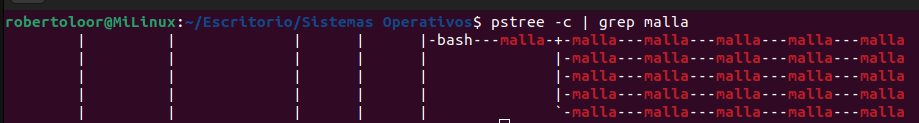 robertoloor@MiLinux:~/Escritorio/Sistemas Operativos$ pstree -c | grep malla
        |         |             |      |      |-bash---malla-+-malla---malla---malla---malla---malla
        |         |             |      |      |              |-malla---malla---malla---malla---malla
        |         |             |      |      |              |-malla---malla---malla---malla---malla
        |         |             |      |      |              |-malla---malla---malla---malla---malla
        |         |             |      |      |              `-malla---malla---malla---malla---malla